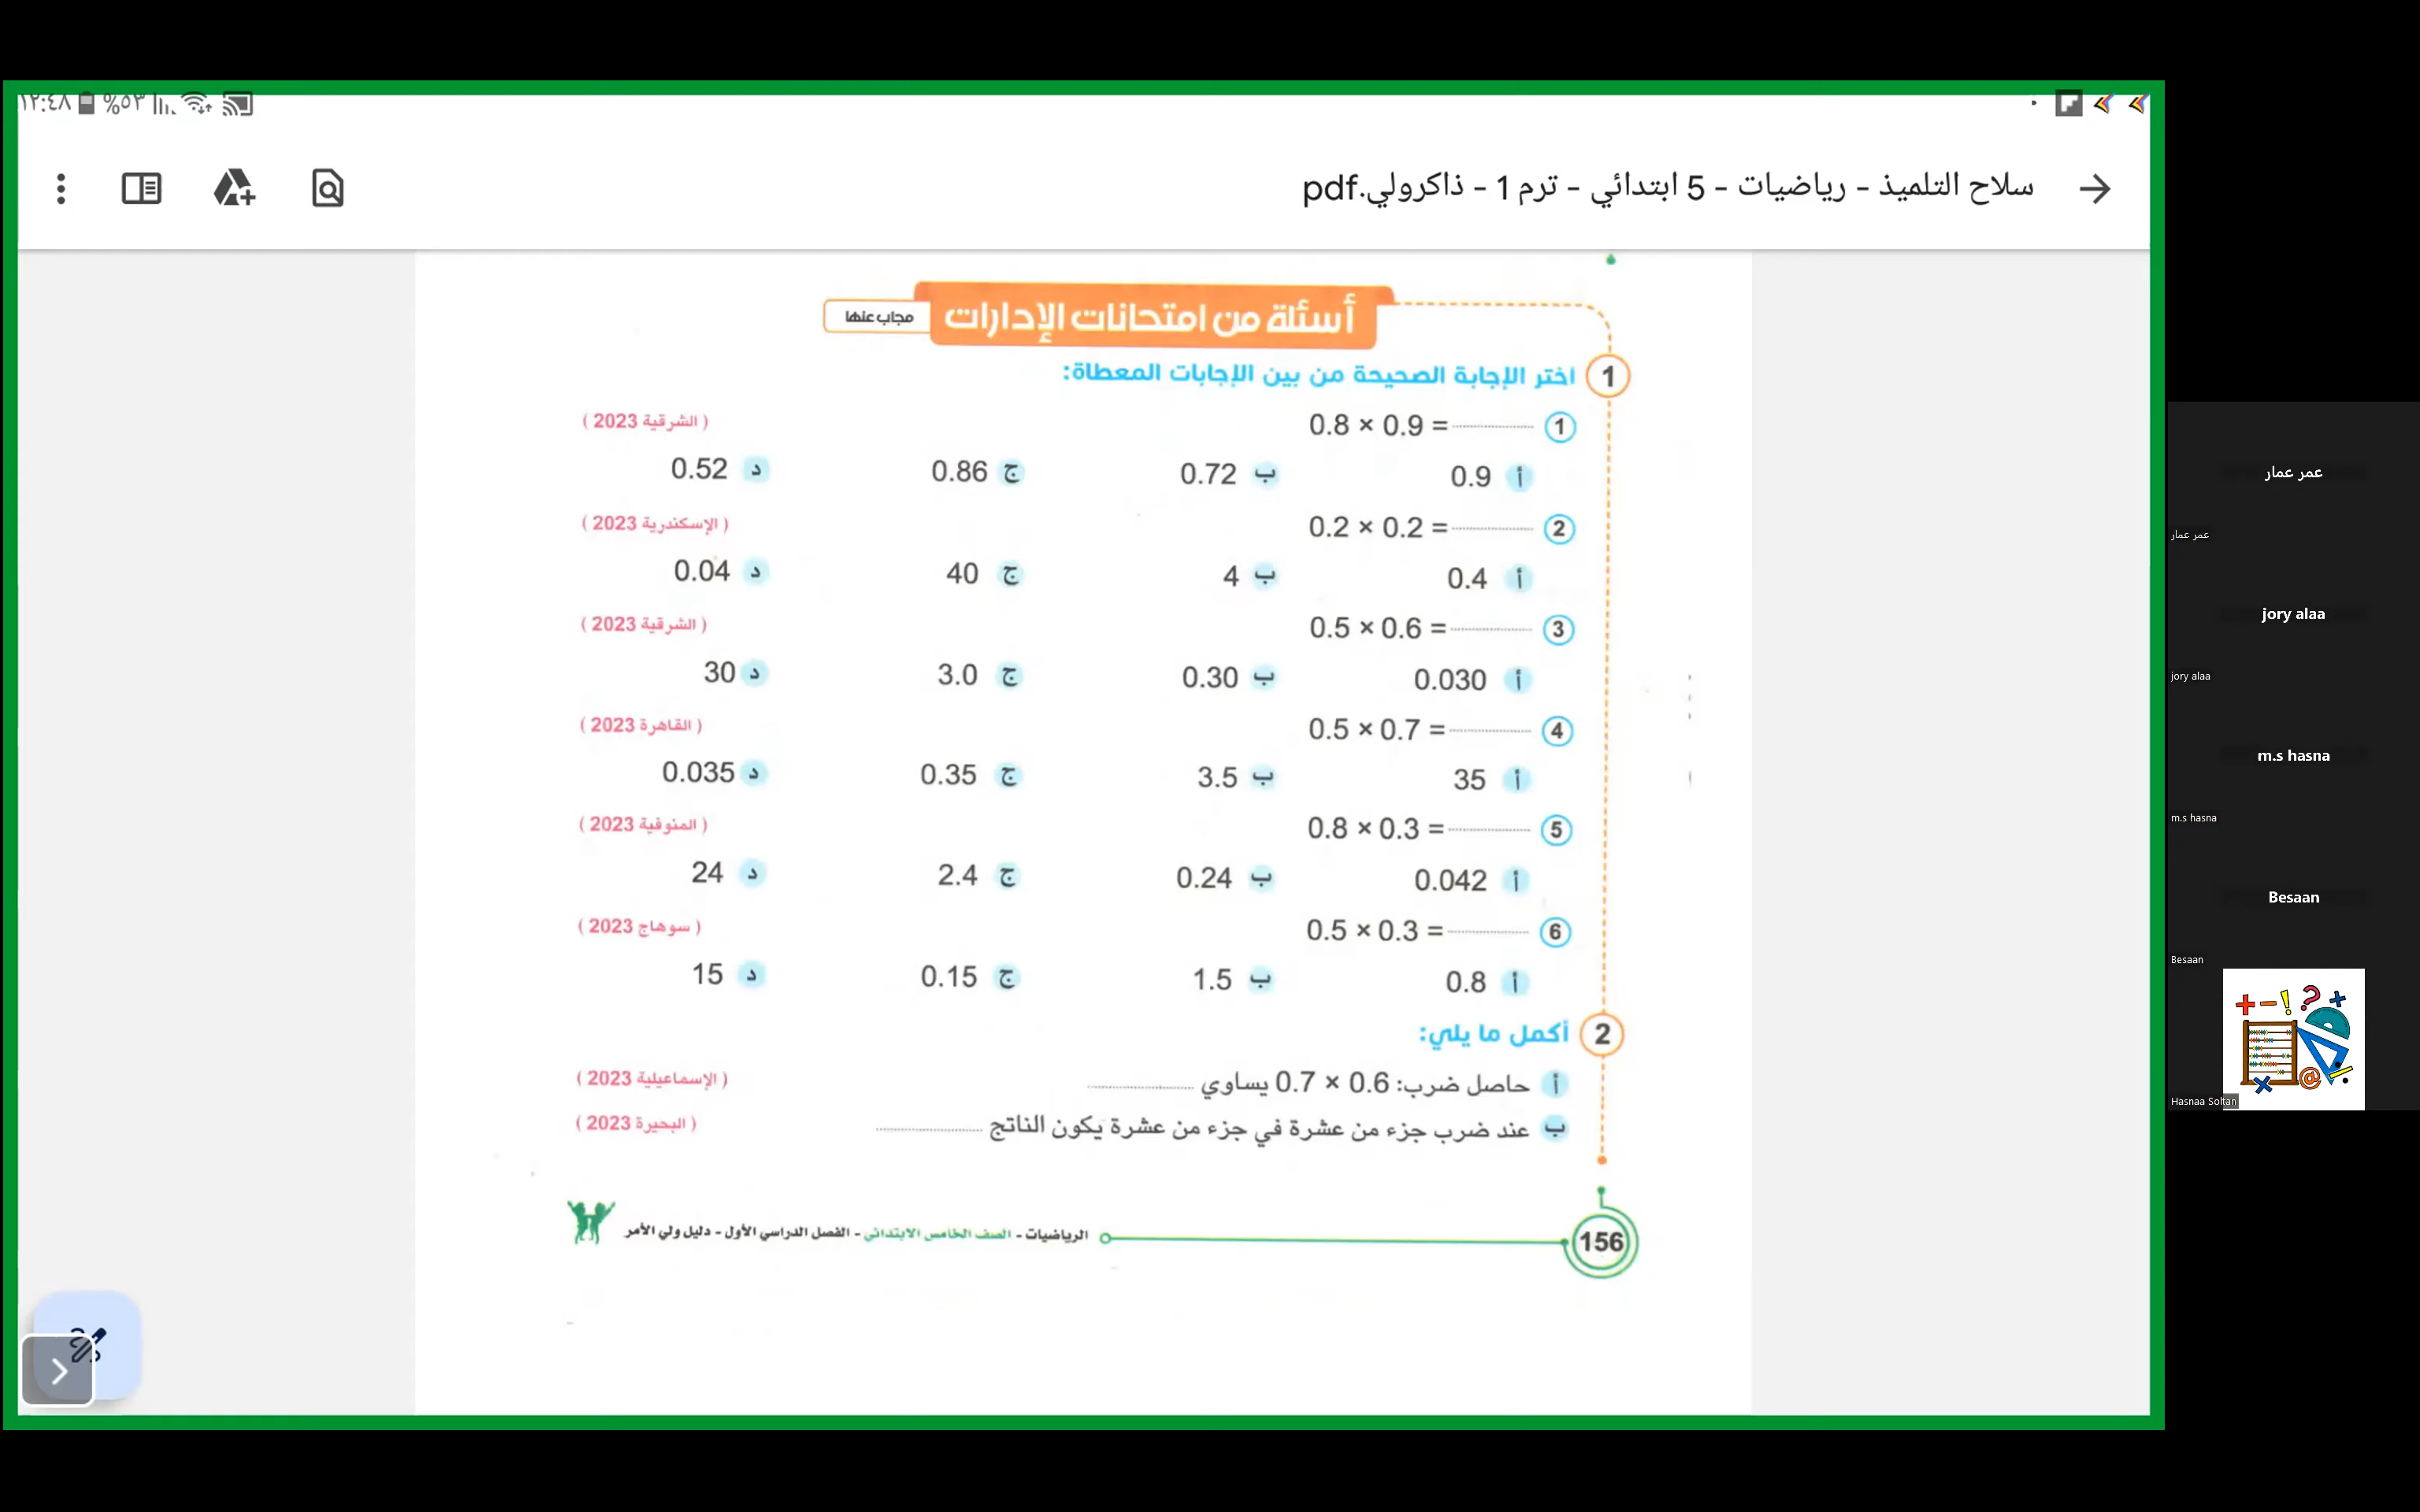 ١٢:٤٨ %٥٣
سلاح التلميذ - رياضيات - 5 ابتدائي - ترم 1 - ذاكرولي.pdf
أسئلة من امتحانات الإدارات مجاب عنها
1 اختر الإجابة الصحيحة من بين الإجابات المعطاة:
1 0.8 × 0.9 = ............ ( الشرقية 2023 )
أ 0.9 ب 0.72 ج 0.86 د 0.52
2 0.2 × 0.2 = ............ ( الإسكندرية 2023 )
أ 0.4 ب 4 ج 40 د 0.04
3 0.5 × 0.6 = ............ ( الشرقية 2023 )
أ 0.030 ب 0.30 ج 3.0 د 30
4 0.5 × 0.7 = ............ ( القاهرة 2023 )
أ 35 ب 3.5 ج 0.35 د 0.035
5 0.8 × 0.3 = ............ ( المنوفية 2023 )
أ 0.042 ب 0.24 ج 2.4 د 24
6 0.5 × 0.3 = ............ ( سوهاج 2023 )
أ 0.8 ب 1.5 ج 0.15 د 15
2 أكمل ما يلي:
أ حاصل ضرب: 0.6 × 0.7 يساوي ............ ( الإسماعيلية 2023 )
ب عند ضرب جزء من عشرة في جزء من عشرة يكون الناتج ............ ( البحيرة 2023 )
156 الرياضيات - الصف الخامس الابتدائي - الفصل الدراسي الأول - دليل ولي الأمر
عمر عمار
عمر عمار
jory alaa
jory alaa
m.s hasna
m.s hasna
Besaan
Besaan
Hasnaa Soltan